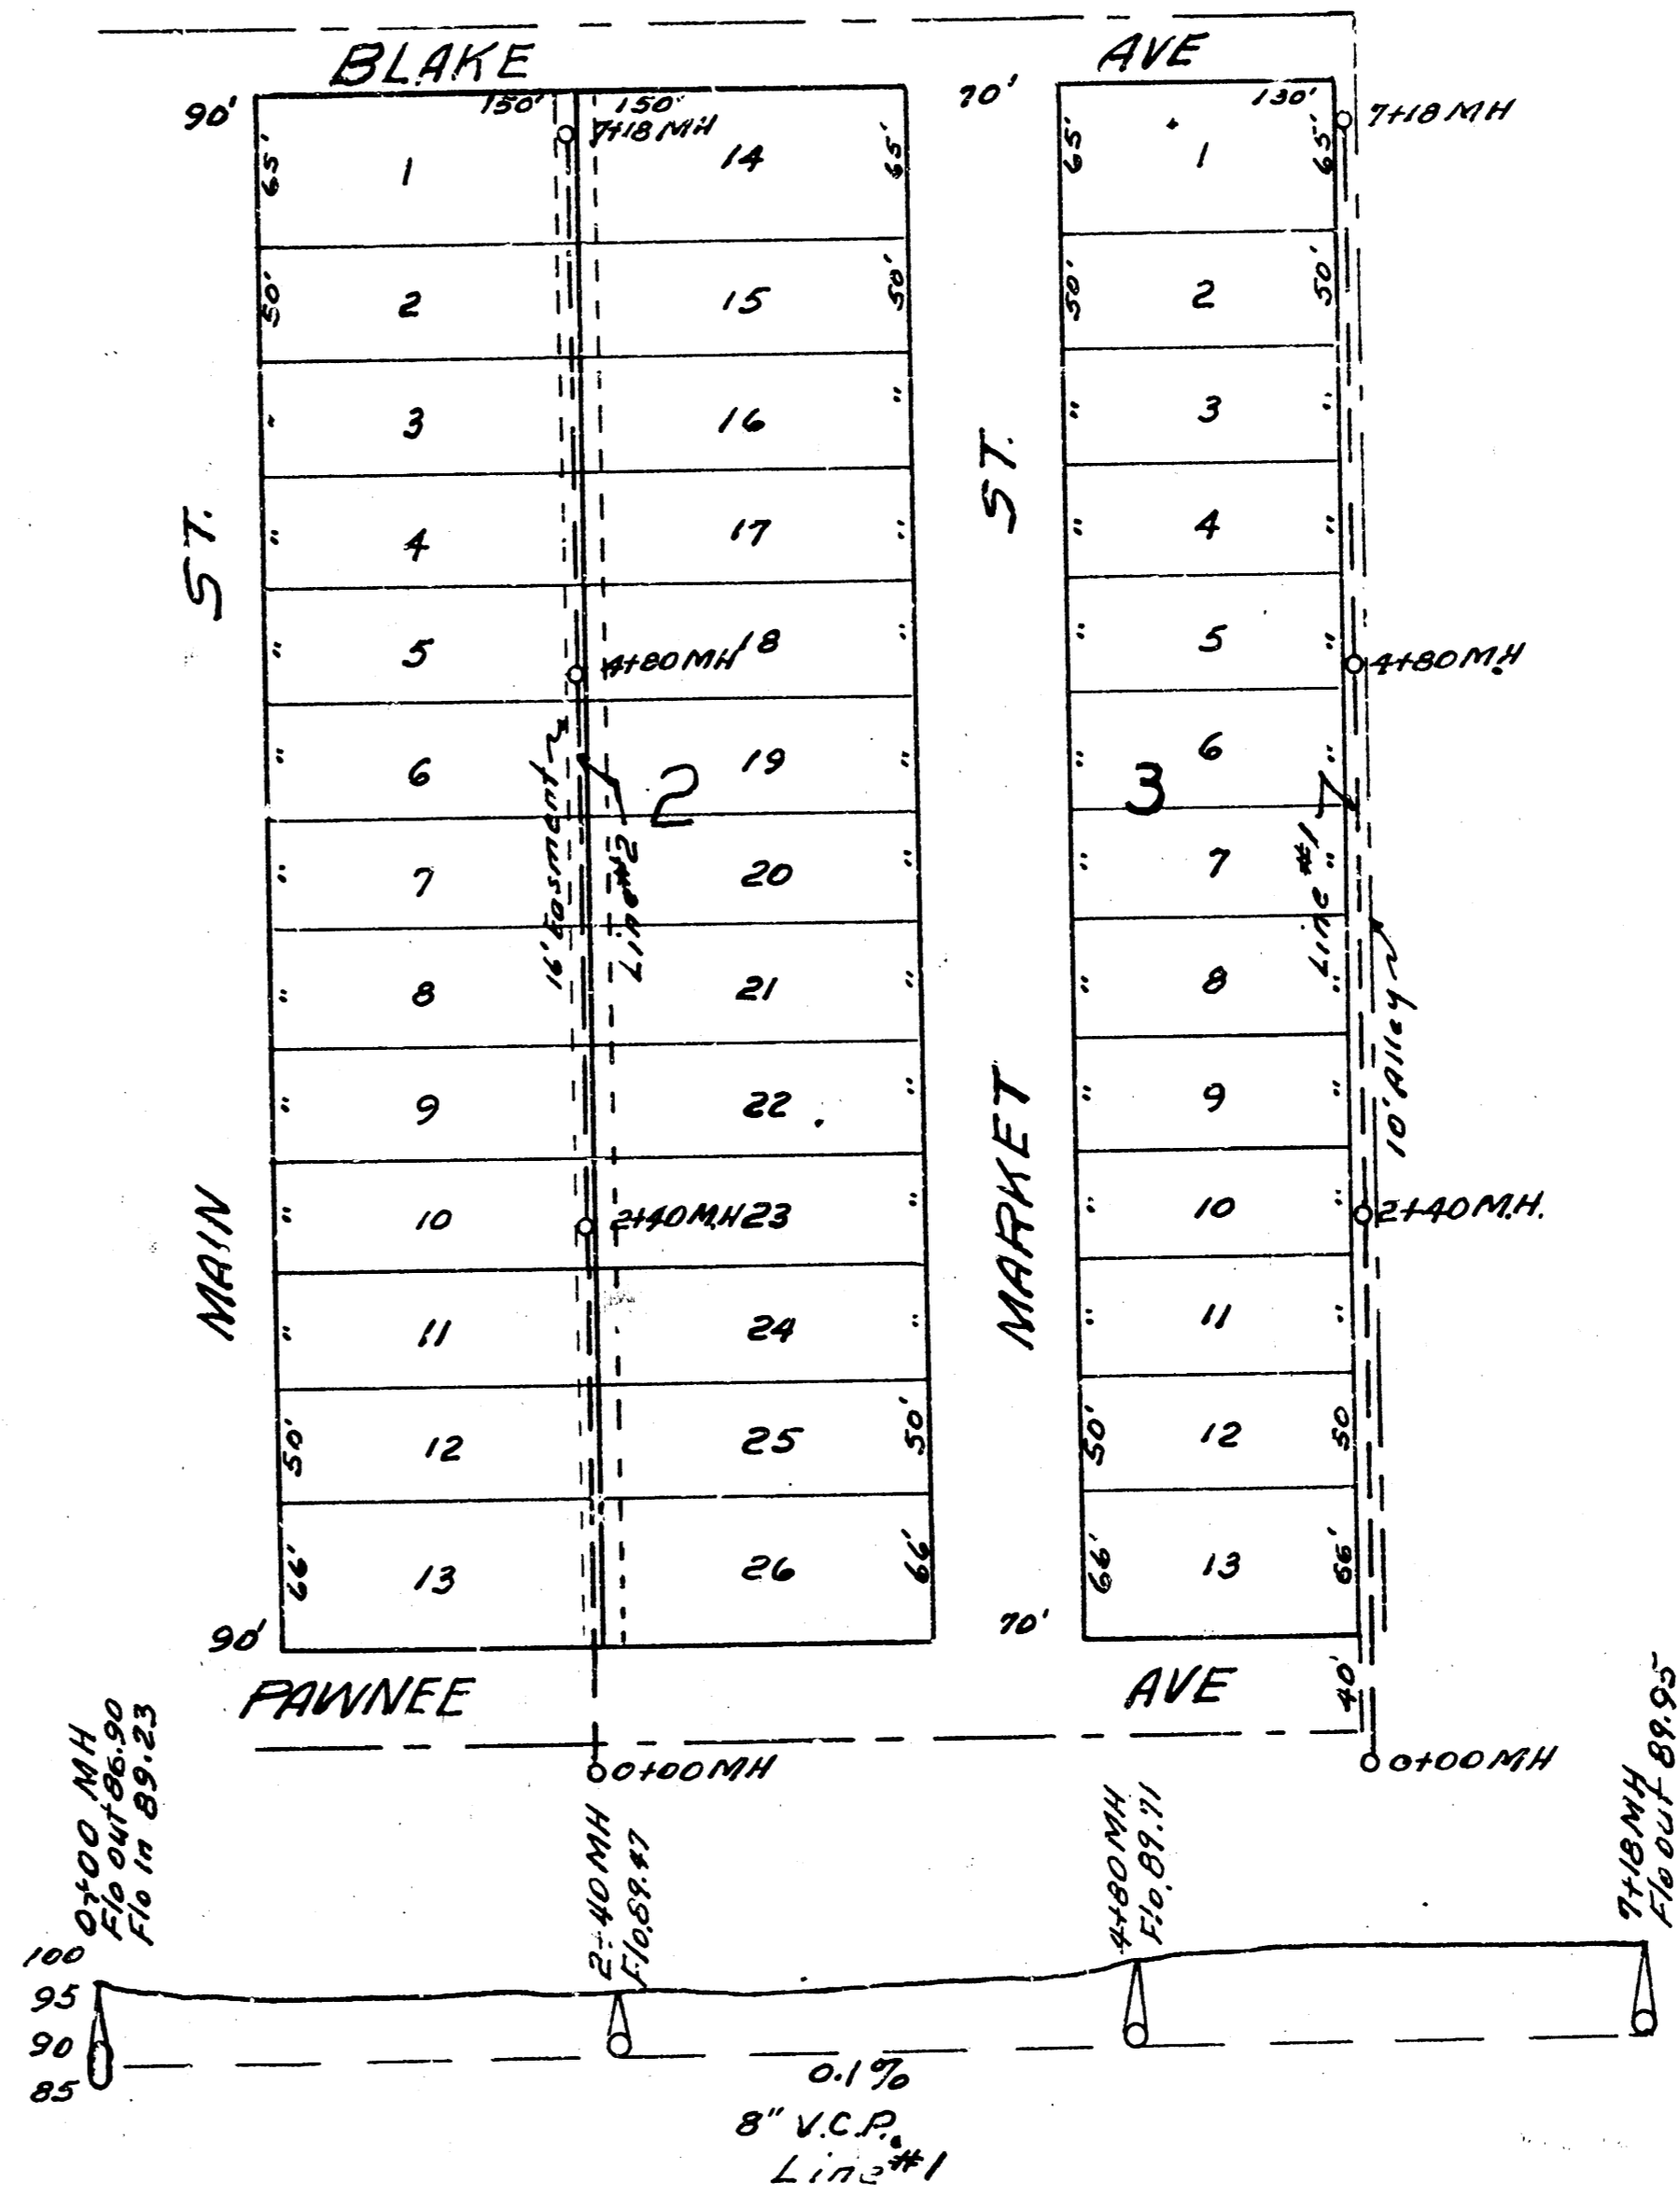 BLAKE AVE
90' 150' 150' 70' 130'
7+18 MH 7+18 MH
65' 1 14 65' 65' 1 65'
50' 2 15 50' 50' 2 50'
" 3 16 " " 3 "
" 4 17 " " 4 "
" 5 18 " " 5 "
4+80 MH 4+80 M.H
" 6 19 " " 6 "
2 3
" 7 20 " " 7 "
" 8 21 " " 8 "
" 9 22 " " 9 "
" 10 23 " " 10 "
2+40 M.H 2+40 M.H.
" 11 24 " " 11 "
50' 12 25 50' 50' 12 50
66' 13 26 66' 66' 13 66'
MAIN ST.
16' Easment
Line #2
MARKET ST.
Line #1
10' Alley
90' 70'
40'
PAWNEE AVE
0+00 MH 0+00 MH
0+00 MH
Flo out 86.90
Flo in 89.23
2+40 MH
Flo. 89.47
4+80 MH
Flo. 89.71
7+18 MH
Flo out 89.95
100
95
90
85
0.1%
8" V.C.P.
Line #1